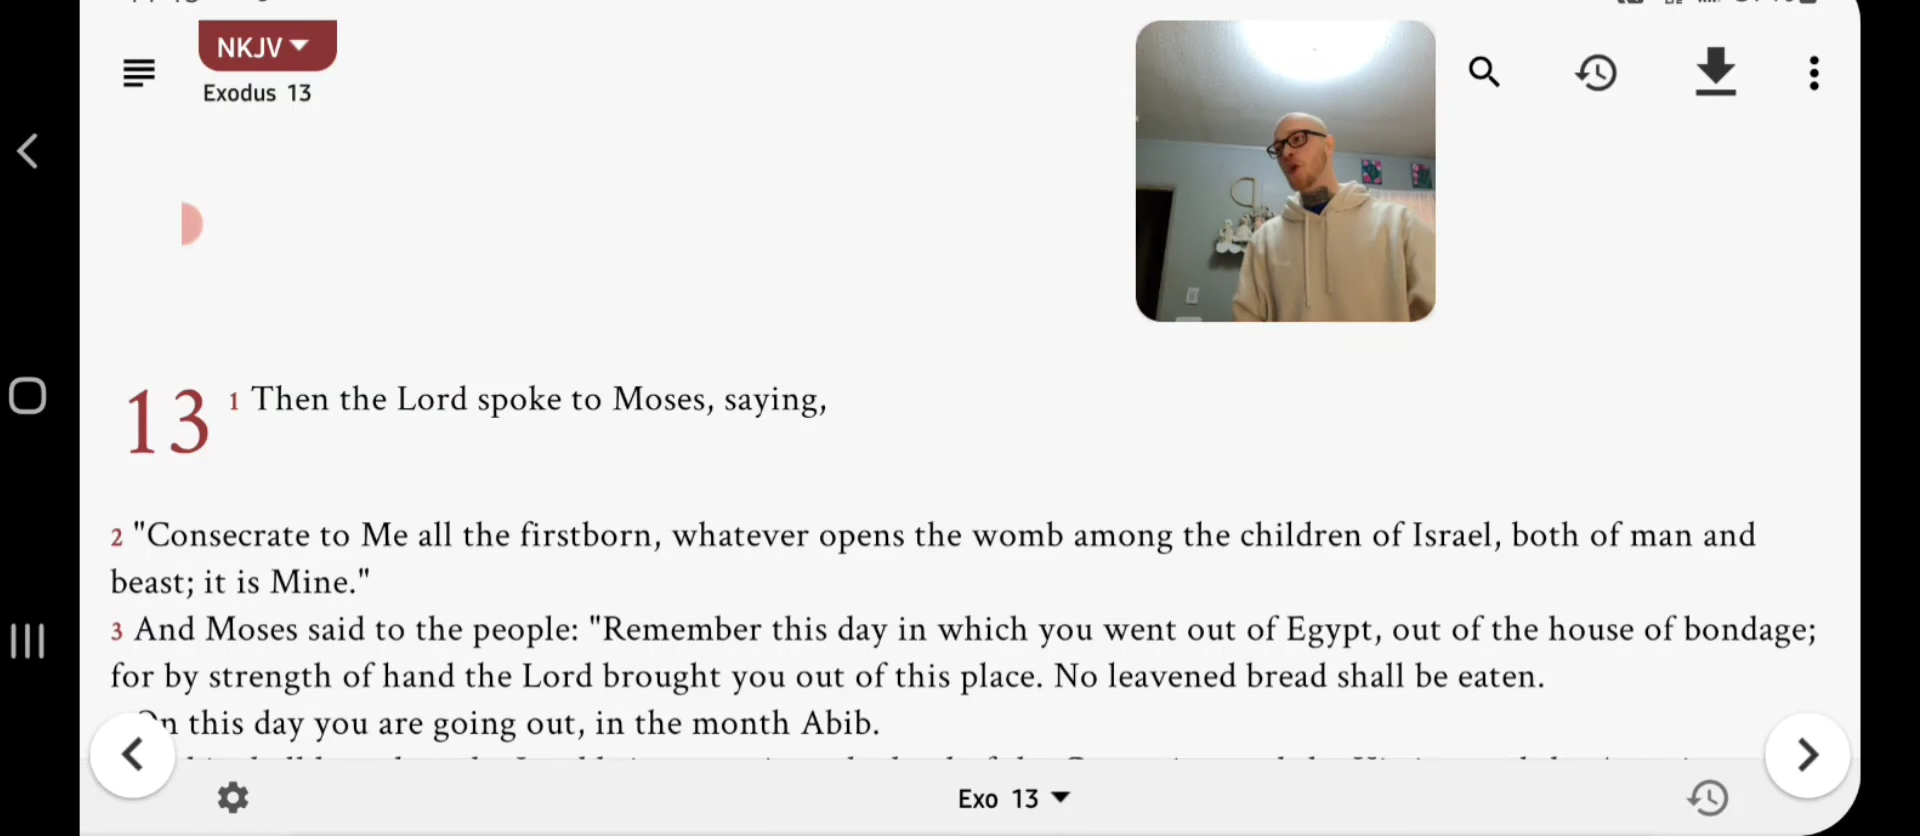 NKJV
Exodus 13
13 1 Then the Lord spoke to Moses, saying,
2 "Consecrate to Me all the firstborn, whatever opens the womb among the children of Israel, both of man and
beast; it is Mine."
3 And Moses said to the people: "Remember this day in which you went out of Egypt, out of the house of bondage;
for by strength of hand the Lord brought you out of this place. No leavened bread shall be eaten.
On this day you are going out, in the month Abib.
Exo 13